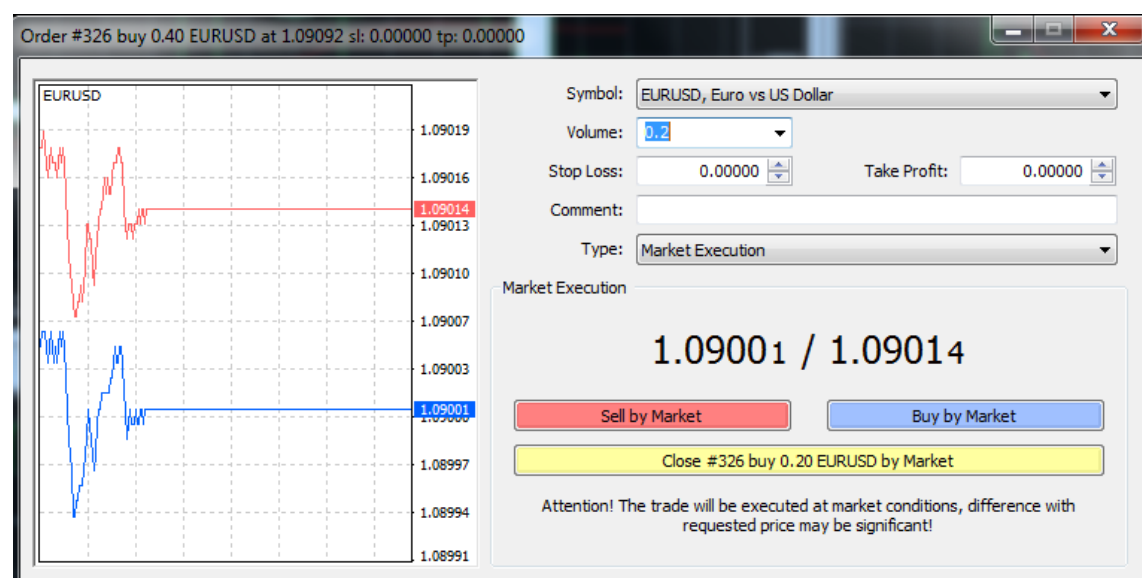 Order #326 buy 0.40 EURUSD at 1.09092 sl: 0.00000 tp: 0.00000
EURUSD
1.09019
1.09016
1.09014
1.09013
1.09010
1.09007
1.09003
1.09001
1.09000
1.08997
1.08994
1.08991
Symbol: EURUSD, Euro vs US Dollar
Volume: 0.2
Stop Loss: 0.00000 Take Profit: 0.00000
Comment:
Type: Market Execution
Market Execution
1.09001 / 1.09014
Sell by Market Buy by Market
Close #326 buy 0.20 EURUSD by Market
Attention! The trade will be executed at market conditions, difference with
requested price may be significant!